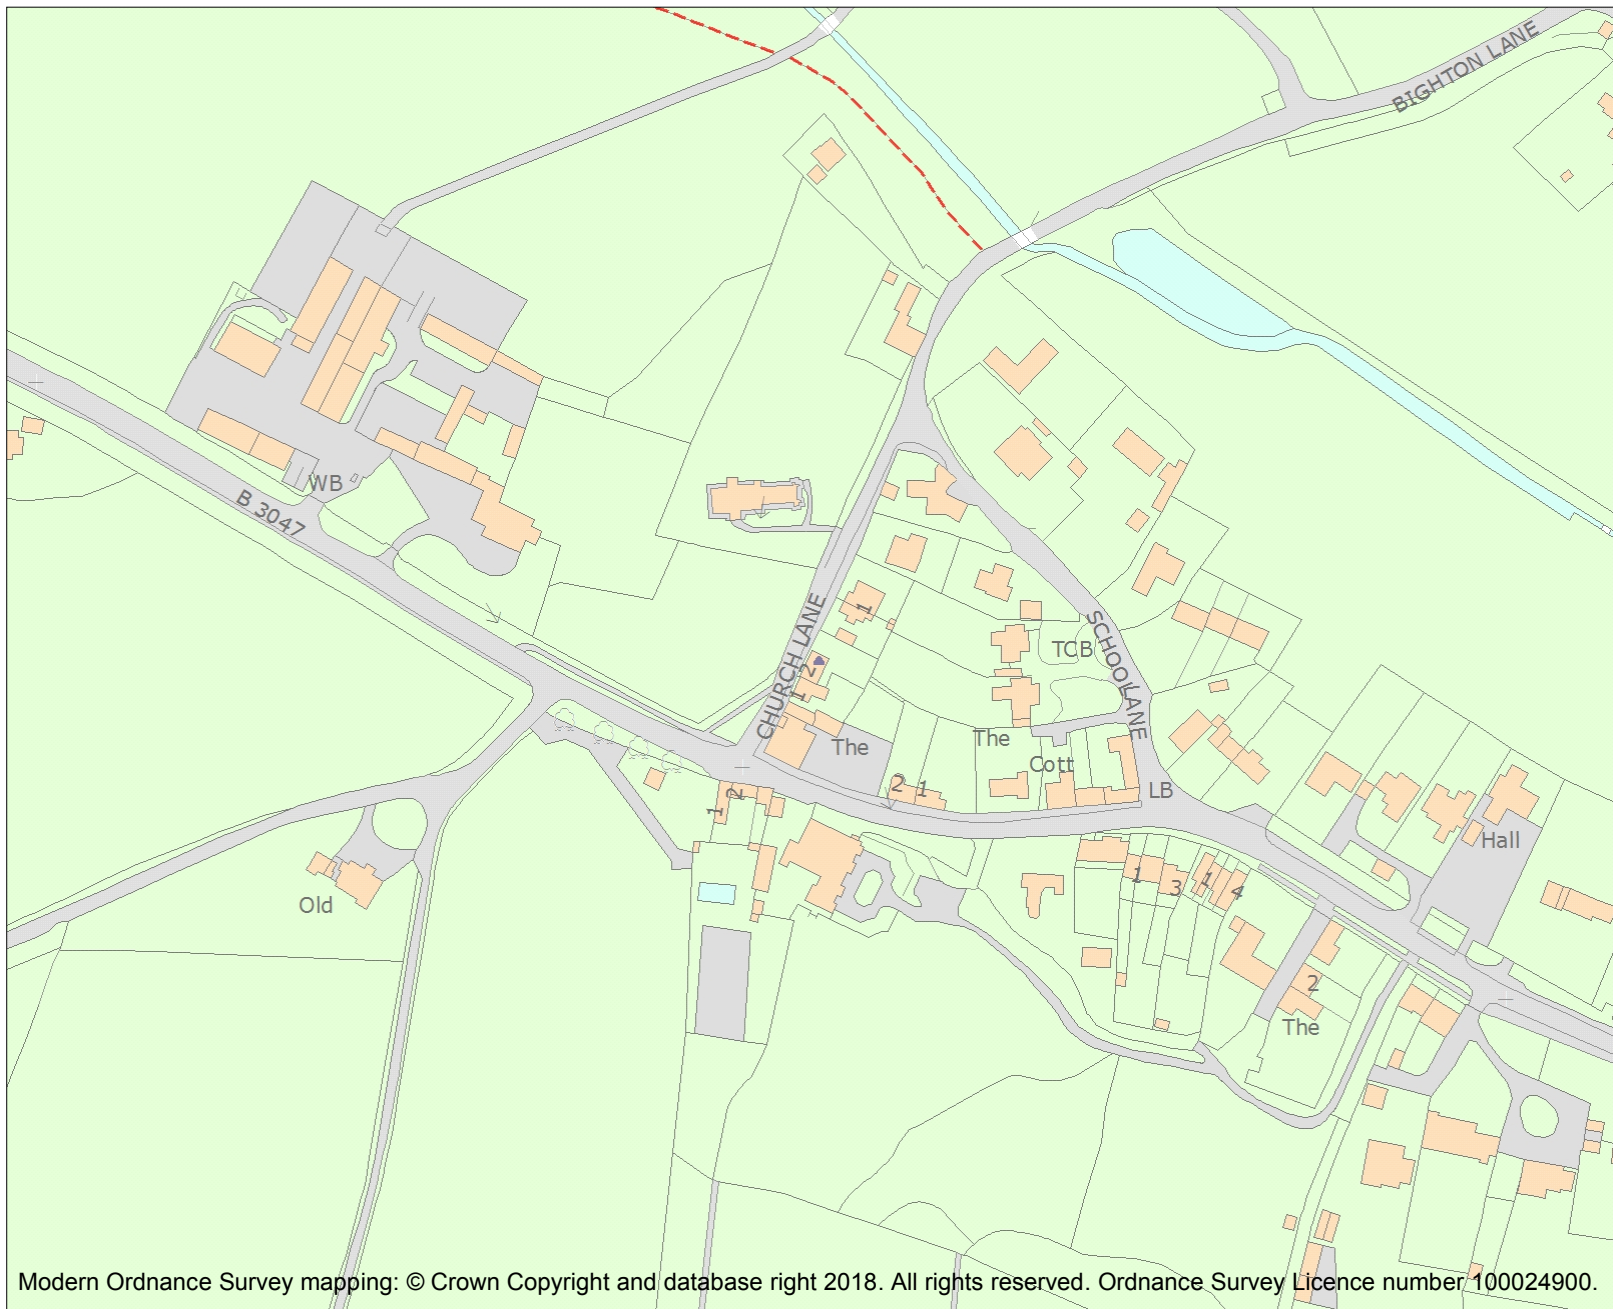 BIGHTON LANE
WB
B 3047
CHURCH LANE
1
2
1
SCHOOL LANE
TCB
The
The
Cott
2
1
LB
1
2
Hall
Old
1
3
1
4
2
The
Modern Ordnance Survey mapping: © Crown Copyright and database right 2018. All rights reserved. Ordnance Survey Licence number 100024900.